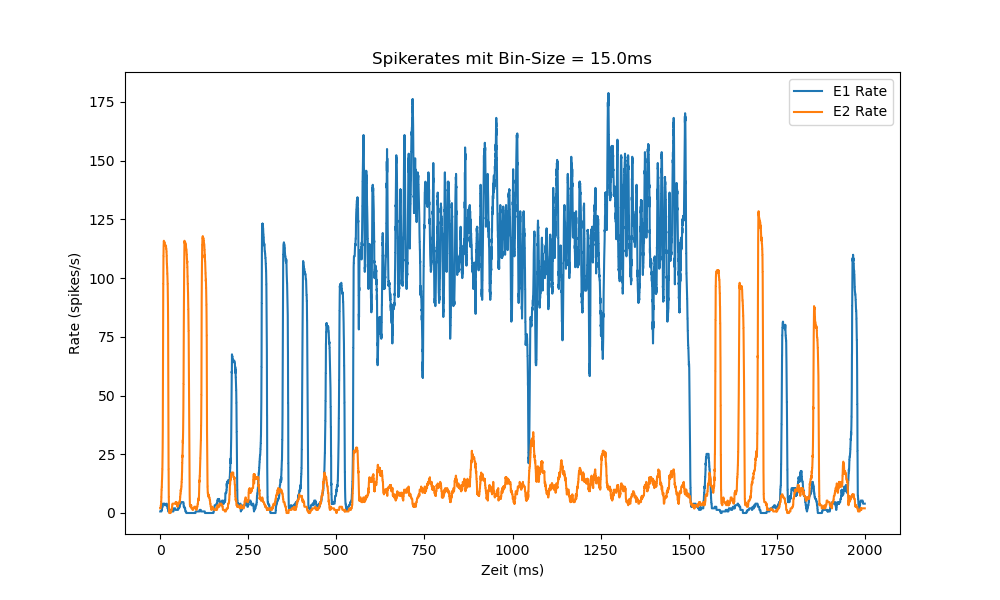 Spikerates mit Bin-Size = 15.0ms
E1 Rate
E2 Rate
175
150
125
100
75
50
25
0
Rate (spikes/s)
0 250 500 750 1000 1250 1500 1750 2000
Zeit (ms)